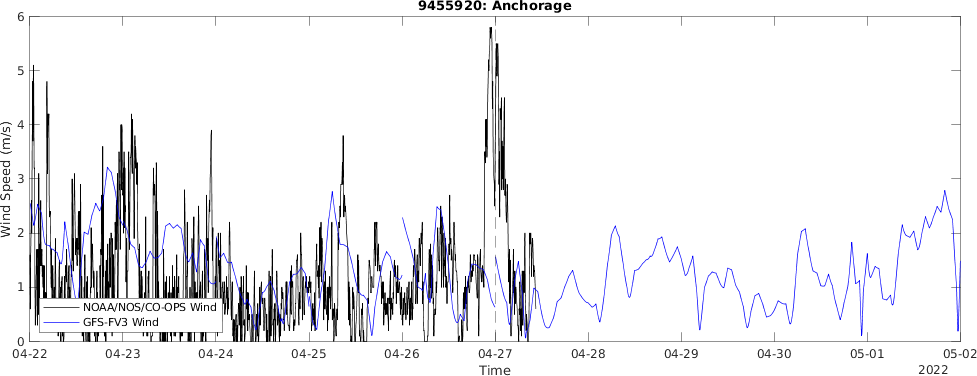 9455920: Anchorage
6
5
4
3
2
1
0
Wind Speed (m/s)
NOAA/NOS/CO-OPS Wind
GFS-FV3 Wind
04-22 04-23 04-24 04-25 04-26 04-27 04-28 04-29 04-30 05-01 05-02
Time
2022